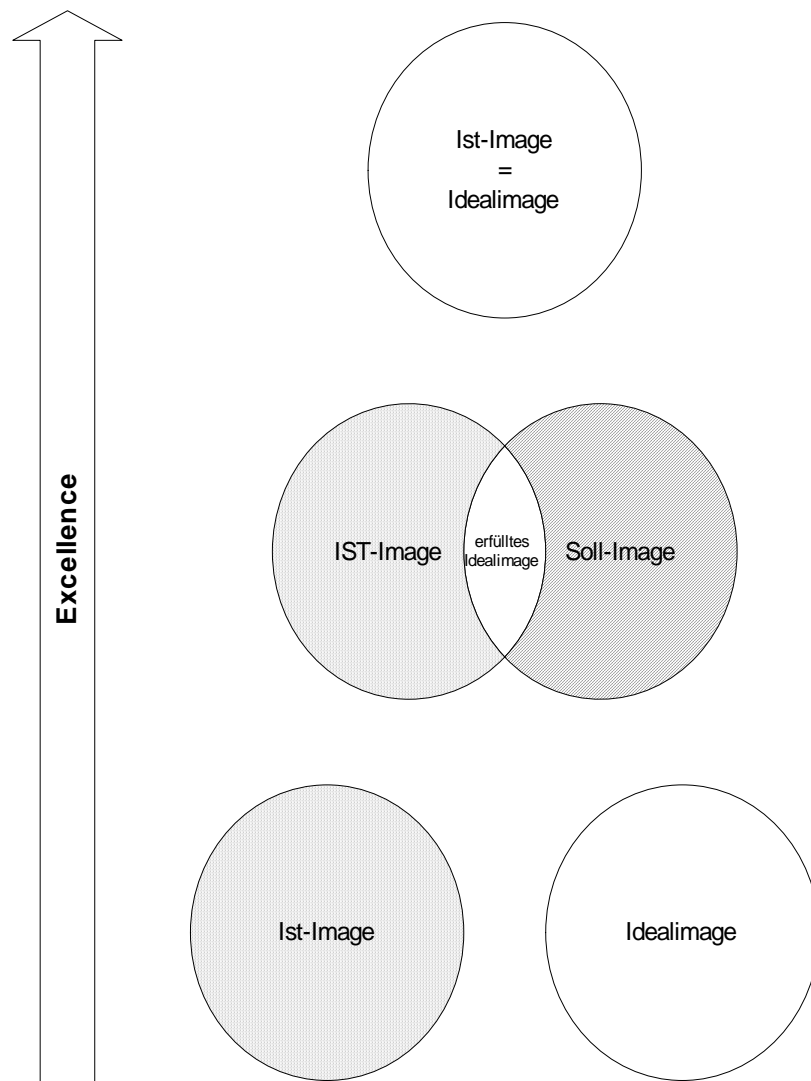 Ist-Image
=
Idealimage
Excellence
IST-Image
erfülltes
Idealimage
Soll-Image
Ist-Image
Idealimage